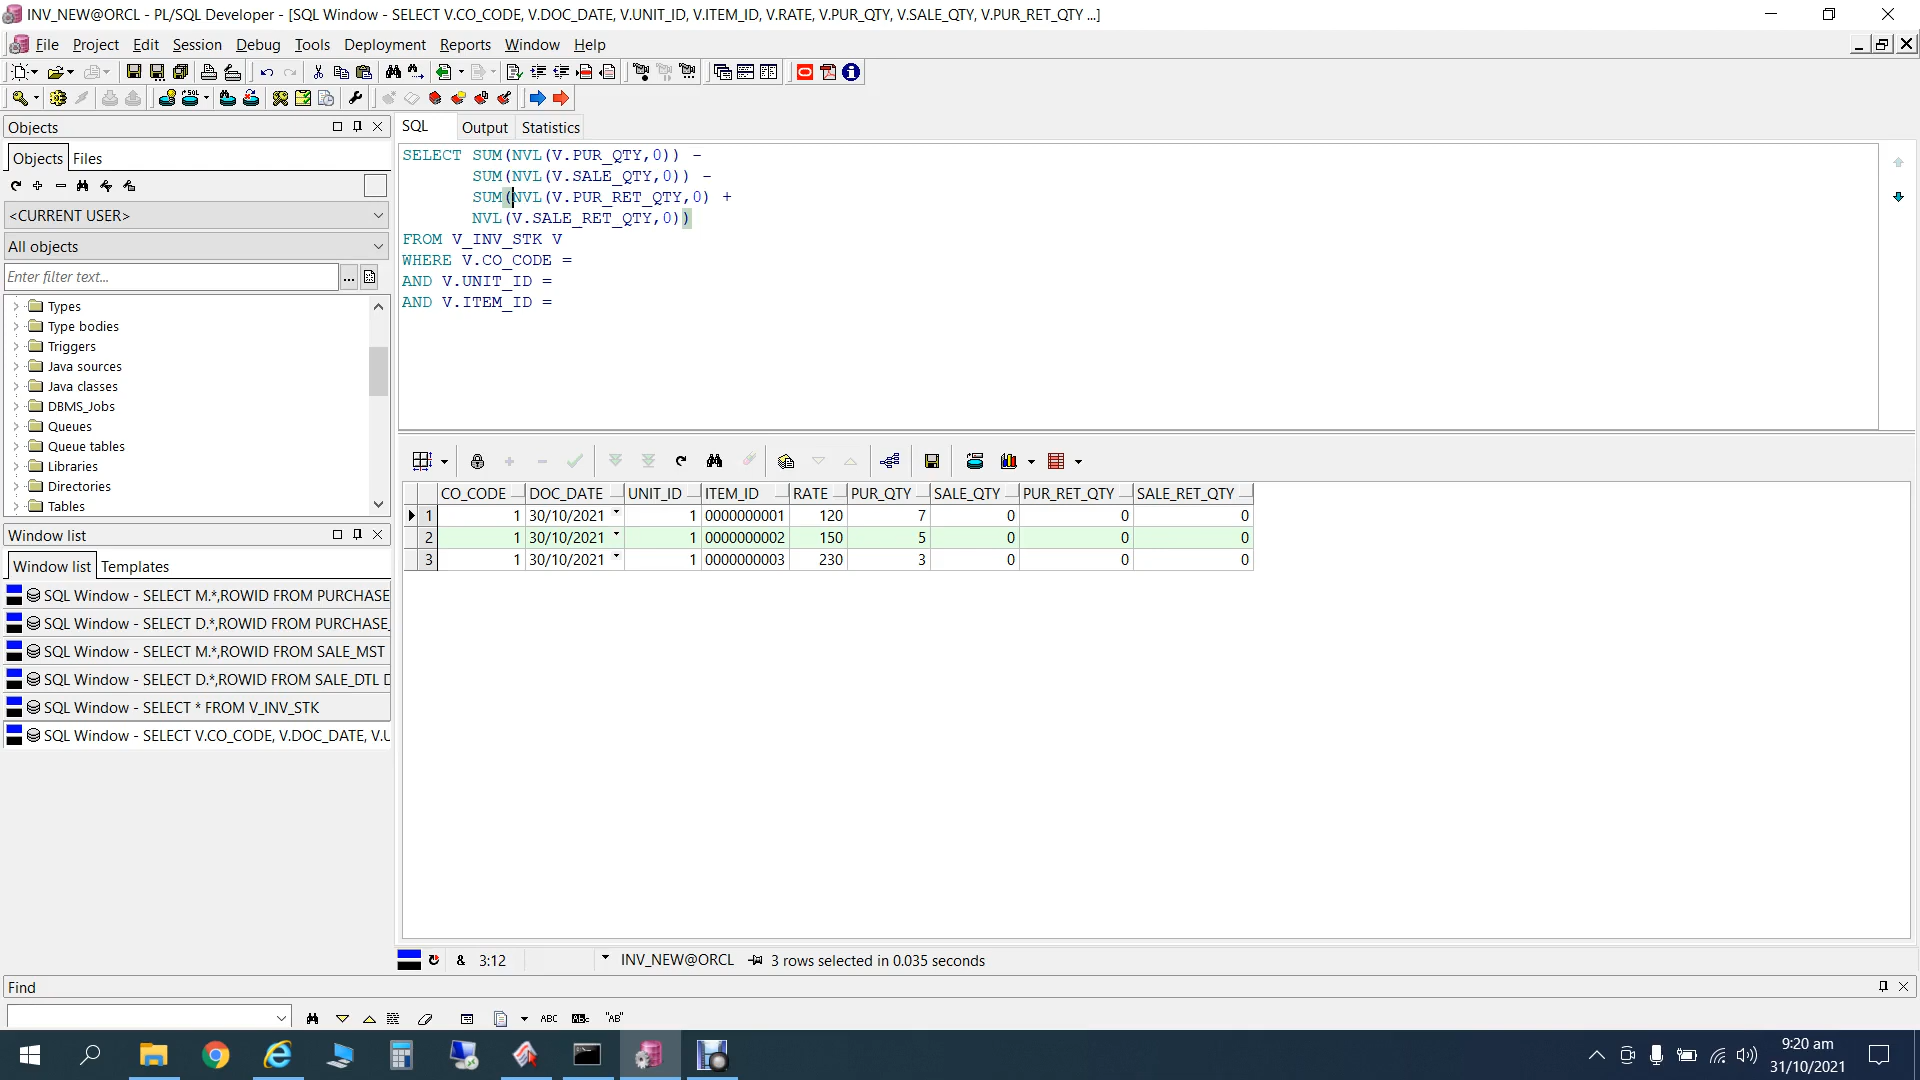 INV_NEW@ORCL - PL/SQL Developer - [SQL Window - SELECT V.CO_CODE, V.DOC_DATE, V.UNIT_ID, V.ITEM_ID, V.RATE, V.PUR_QTY, V.SALE_QTY, V.PUR_RET_QTY ...]
File Project Edit Session Debug Tools Deployment Reports Window Help
Objects
Objects Files
<CURRENT USER>
All objects
Enter filter text...
Types
Type bodies
Triggers
Java sources
Java classes
DBMS_Jobs
Queues
Queue tables
Libraries
Directories
Tables
Window list
Window list Templates
SQL Window - SELECT M.*,ROWID FROM PURCHASE
SQL Window - SELECT D.*,ROWID FROM PURCHASE_
SQL Window - SELECT M.*,ROWID FROM SALE_MST
SQL Window - SELECT D.*,ROWID FROM SALE_DTL D
SQL Window - SELECT * FROM V_INV_STK
SQL Window - SELECT V.CO_CODE, V.DOC_DATE, V.U
SQL Output Statistics
SELECT SUM(NVL(V.PUR_QTY,0)) -
SUM(NVL(V.SALE_QTY,0)) -
SUM(NVL(V.PUR_RET_QTY,0) +
NVL(V.SALE_RET_QTY,0))
FROM V_INV_STK V
WHERE V.CO_CODE =
AND V.UNIT_ID =
AND V.ITEM_ID =
CO_CODE DOC_DATE UNIT_ID ITEM_ID RATE PUR_QTY SALE_QTY PUR_RET_QTY SALE_RET_QTY
1 1 30/10/2021 1 0000000001 120 7 0 0 0
2 1 30/10/2021 1 0000000002 150 5 0 0 0
3 1 30/10/2021 1 0000000003 230 3 0 0 0
& 3:12 INV_NEW@ORCL 3 rows selected in 0.035 seconds
Find
ABC "AB"
9:20 am
31/10/2021